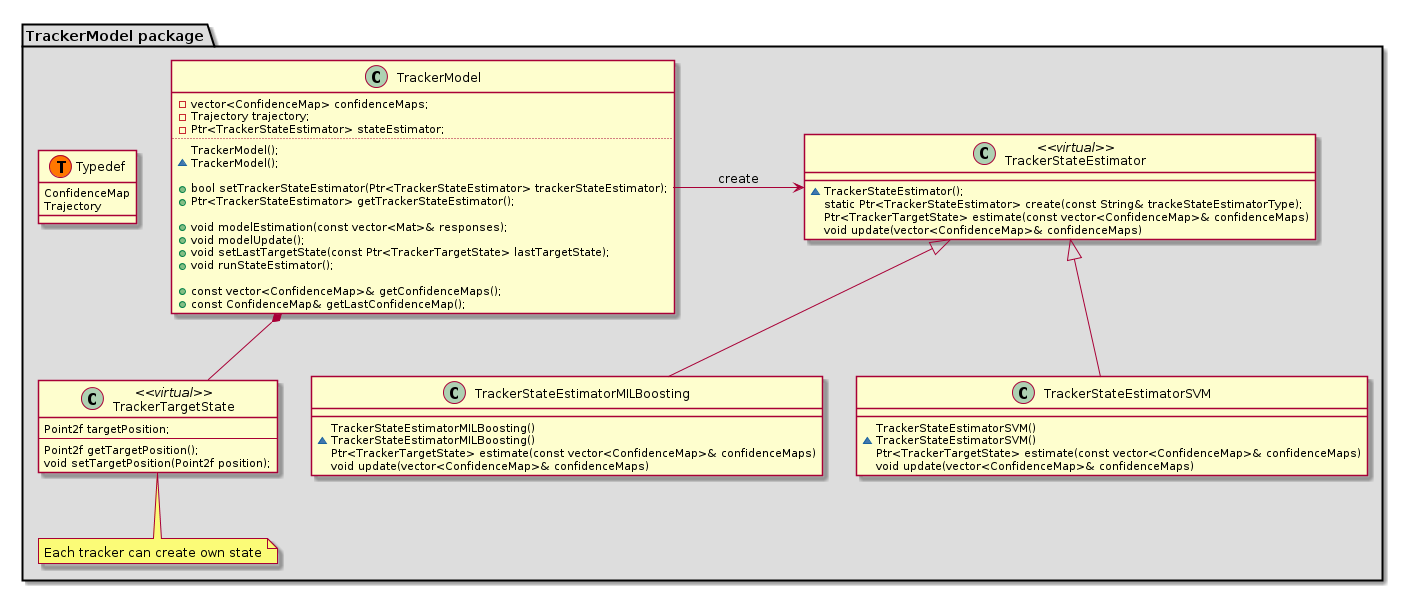 TrackerModel package
C TrackerModel
vector<ConfidenceMap> confidenceMaps;
Trajectory trajectory;
Ptr<TrackerStateEstimator> stateEstimator;
TrackerModel();
TrackerModel();
bool setTrackerStateEstimator(Ptr<TrackerStateEstimator> trackerStateEstimator);
Ptr<TrackerStateEstimator> getTrackerStateEstimator();
void modelEstimation(const vector<Mat>& responses);
void modelUpdate();
void setLastTargetState(const Ptr<TrackerTargetState> lastTargetState);
void runStateEstimator();
const vector<ConfidenceMap>& getConfidenceMaps();
const ConfidenceMap& getLastConfidenceMap();
T Typedef
ConfidenceMap
Trajectory
create
C <<virtual>>
TrackerStateEstimator
TrackerStateEstimator();
static Ptr<TrackerStateEstimator> create(const String& trackeStateEstimatorType);
Ptr<TrackerTargetState> estimate(const vector<ConfidenceMap>& confidenceMaps)
void update(vector<ConfidenceMap>& confidenceMaps)
C <<virtual>>
TrackerTargetState
Point2f targetPosition;
Point2f getTargetPosition();
void setTargetPosition(Point2f position);
C TrackerStateEstimatorMILBoosting
TrackerStateEstimatorMILBoosting()
TrackerStateEstimatorMILBoosting()
Ptr<TrackerTargetState> estimate(const vector<ConfidenceMap>& confidenceMaps)
void update(vector<ConfidenceMap>& confidenceMaps)
C TrackerStateEstimatorSVM
TrackerStateEstimatorSVM()
TrackerStateEstimatorSVM()
Ptr<TrackerTargetState> estimate(const vector<ConfidenceMap>& confidenceMaps)
void update(vector<ConfidenceMap>& confidenceMaps)
Each tracker can create own state